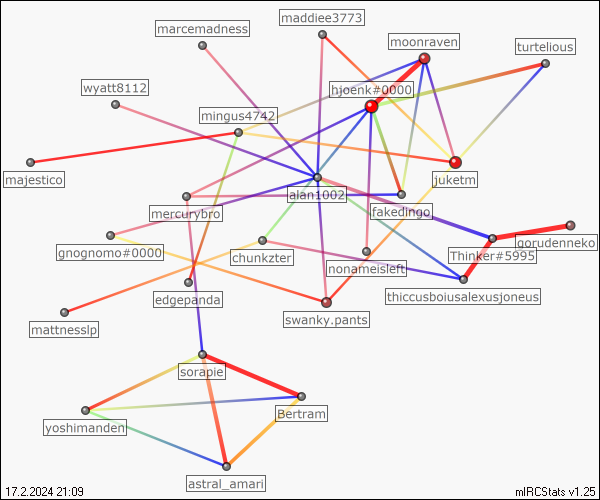 maddiee3773
marcemadness
moonraven
turtelious
hjoenk#0000
wyatt8112
mingus4742
majestico
juketm
alan1002
fakedingo
mercurybro
gorudenneko
gnognomo#0000
chunkzter
Thinker#5995
nonameisleft
edgepanda
thiccusboiusalexusjoneus
swanky.pants
mattnesslp
sorapie
Bertram
yoshimanden
astral_amari
17.2.2024 21:09
mIRCStats v1.25